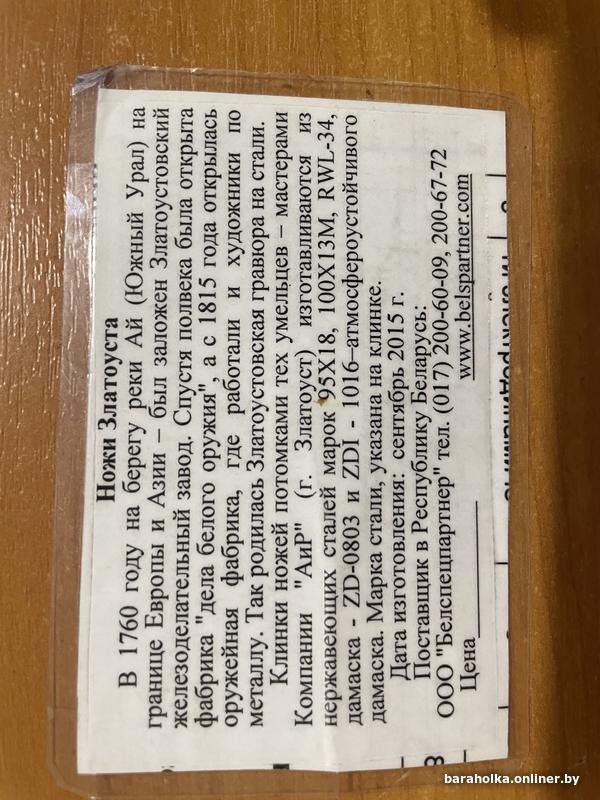 Ножи Златоуста
В 1760 году на берегу реки Ай (Южный Урал) на
границе Европы и Азии – был заложен Златоустовский
железоделательный завод. Спустя полвека была открыта
фабрика "дела белого оружия", а с 1815 года открылась
оружейная фабрика, где работали и художники по
металлу. Так родилась Златоустовская гравюра на стали.
Клинки ножей потомками тех умельцев – мастерами
Компании "АиР" (г. Златоуст) изготавливаются из
нержавеющих сталей марок 95Х18, 100Х13М, RWL-34,
дамаска - ZD-0803 и ZDI - 1016–атмосфероустойчивого
дамаска. Марка стали, указана на клинке.
Дата изготовления: сентябрь 2015 г.
Поставщик в Республику Беларусь:
ООО "Белспецпартнер" тел. (017) 200-60-09, 200-67-72
Цена________ www.belspartner.com
baraholka.onliner.by